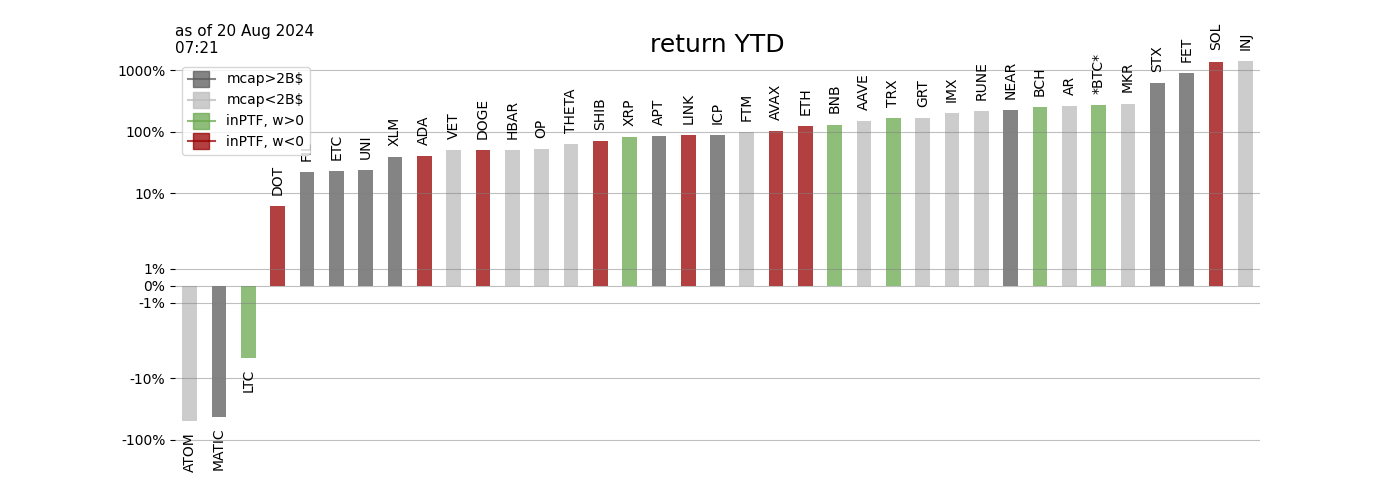 as of 20 Aug 2024
07:21
return YTD
mcap>2B$
mcap<2B$
inPTF, w>0
inPTF, w<0
1000%
100%
10%
1%
0%
-1%
-10%
-100%
ATOM
MATIC
LTC
DOT
ETC
UNI
XLM
ADA
VET
DOGE
HBAR
OP
THETA
SHIB
XRP
APT
LINK
ICP
FTM
AVAX
ETH
BNB
AAVE
TRX
GRT
IMX
RUNE
NEAR
BCH
AR
*BTC*
MKR
STX
FET
SOL
INJ